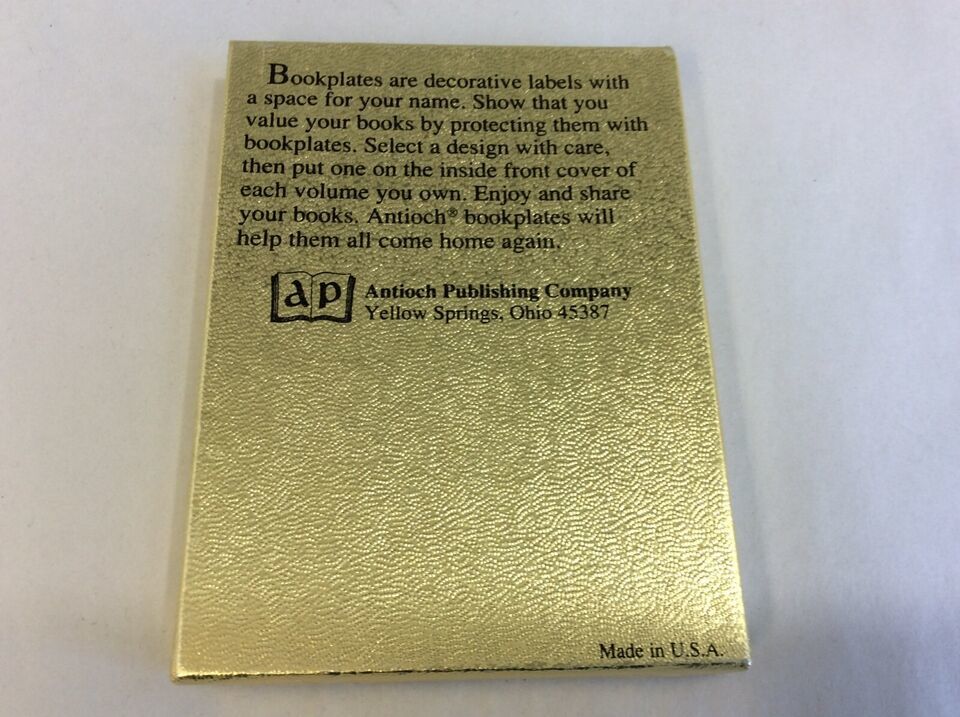 Bookplates are decorative labels with
a space for your name. Show that you
value your books by protecting them with
bookplates. Select a design with care,
then put one on the inside front cover of
each volume you own. Enjoy and share
your books. Antioch® bookplates will
help them all come home again.
ap Antioch Publishing Company
Yellow Springs, Ohio 45387
Made in U.S.A.